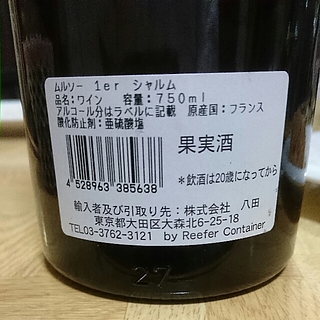 ムルソー 1er シャルム
品名:ワイン 容量:750ml
アルコール分はラベルに記載 原産国:フランス
酸化防止剤:亜硫酸塩
果実酒
4 528963 385638
*飲酒は20歳になってから
輸入者及び引取り先:株式会社 八田
東京都大田区大森北6-25-18
TEL.03-3762-3121 by Reefer Container
27